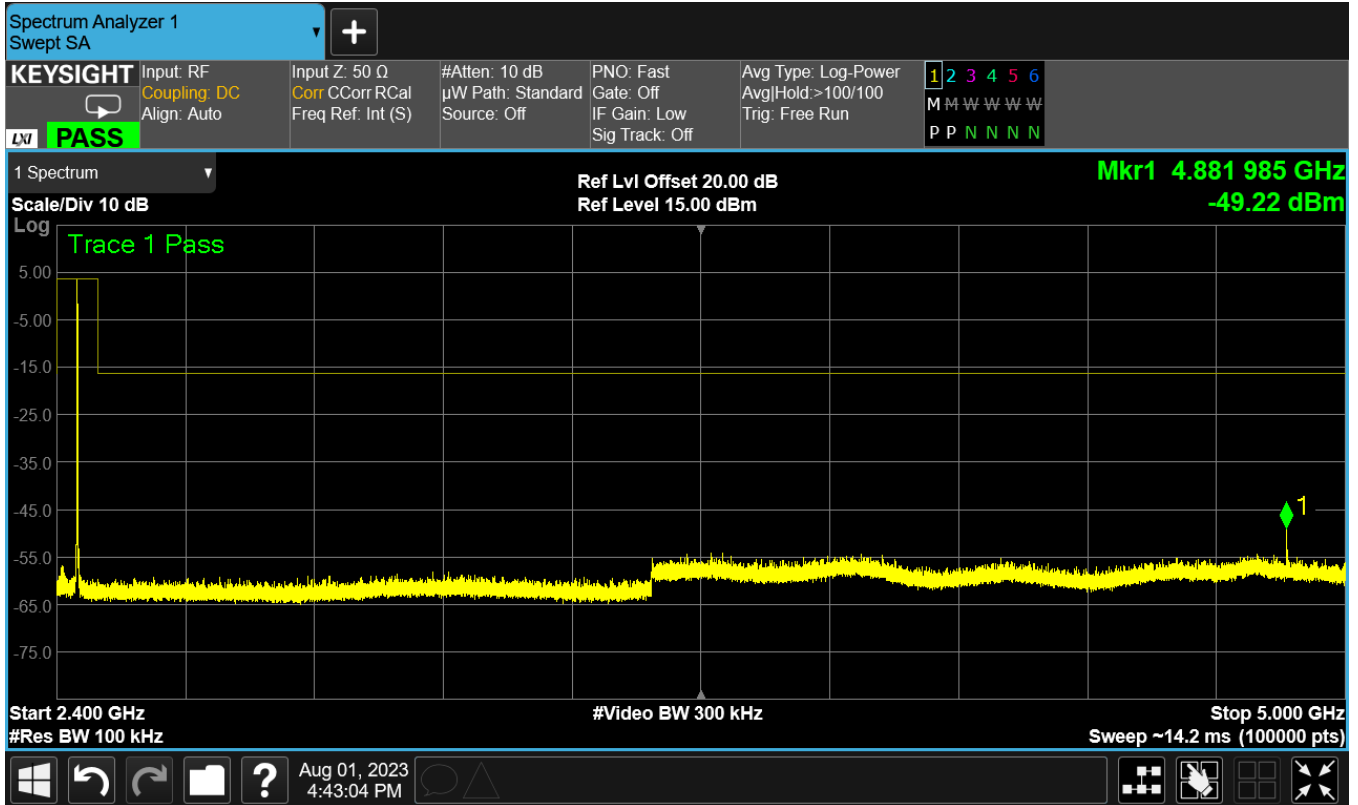 Spectrum Analyzer 1
Swept SA
KEYSIGHT
LXI PASS
Input: RF
Coupling: DC
Align: Auto
Input Z: 50 Ω
Corr CCorr RCal
Freq Ref: Int (S)
#Atten: 10 dB
µW Path: Standard
Source: Off
PNO: Fast
Gate: Off
IF Gain: Low
Sig Track: Off
Avg Type: Log-Power
Avg|Hold:>100/100
Trig: Free Run
1 2 3 4 5 6
M M W W W W
P P N N N N
1 Spectrum
Scale/Div 10 dB
Ref Lvl Offset 20.00 dB
Ref Level 15.00 dBm
Mkr1 4.881 985 GHz
-49.22 dBm
Log
Trace 1 Pass
5.00
-5.00
-15.0
-25.0
-35.0
-45.0
1
-55.0
-65.0
-75.0
Start 2.400 GHz
#Video BW 300 kHz
Stop 5.000 GHz
#Res BW 100 kHz
Sweep ~14.2 ms (100000 pts)
?
Aug 01, 2023
4:43:04 PM